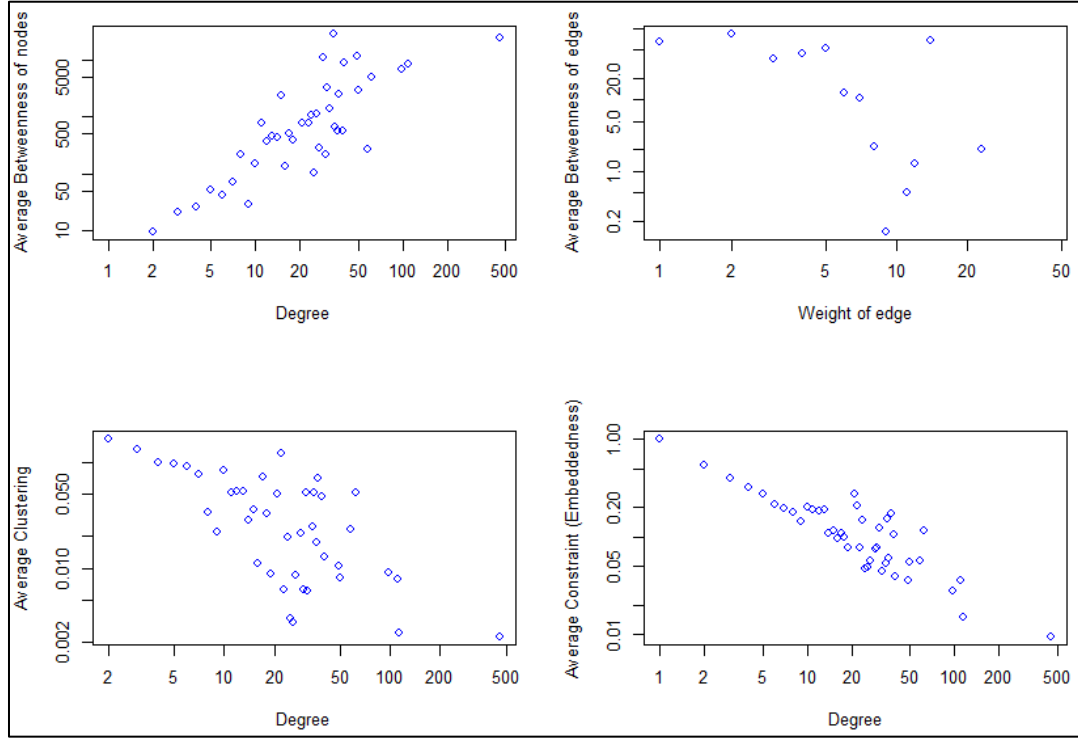 Average Betweenness of nodes
5000
500
50
10
1 2 5 10 20 50 100 200 500
Degree
Average Betweennness of edges
20.0
5.0
1.0
0.2
1 2 5 10 20 50
Weight of edge
Average Clustering
0.050
0.010
0.002
2 5 10 20 50 100 200 500
Degree
Average Constraint (Embeddedness)
1.00
0.20
0.05
0.01
1 2 5 10 20 50 100 200 500
Degree